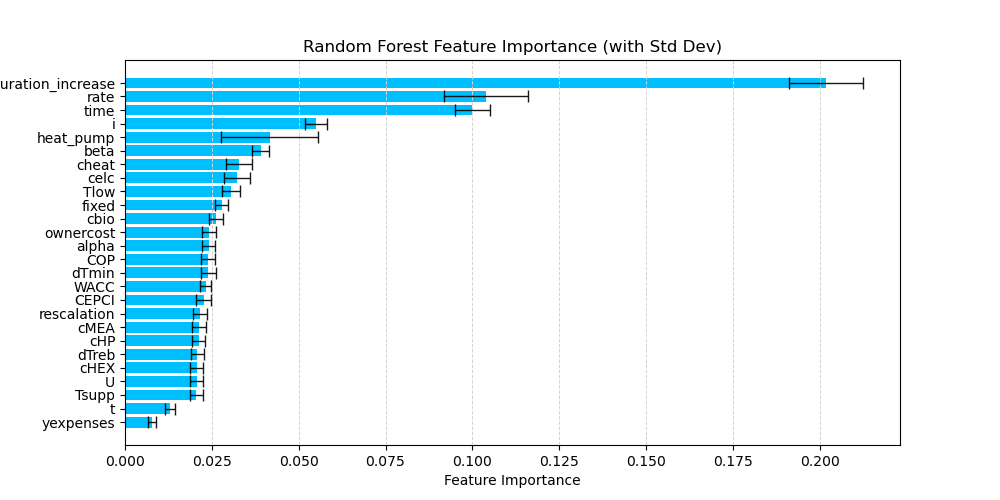 Random Forest Feature Importance (with Std Dev)
uration_increase
rate
time
i
heat_pump
beta
cheat
celc
Tlow
fixed
cbio
ownercost
alpha
COP
dTmin
WACC
CEPCI
rescalation
cMEA
cHP
dTreb
cHEX
U
Tsupp
t
yexpenses
0.000 0.025 0.050 0.075 0.100 0.125 0.150 0.175 0.200
Feature Importance